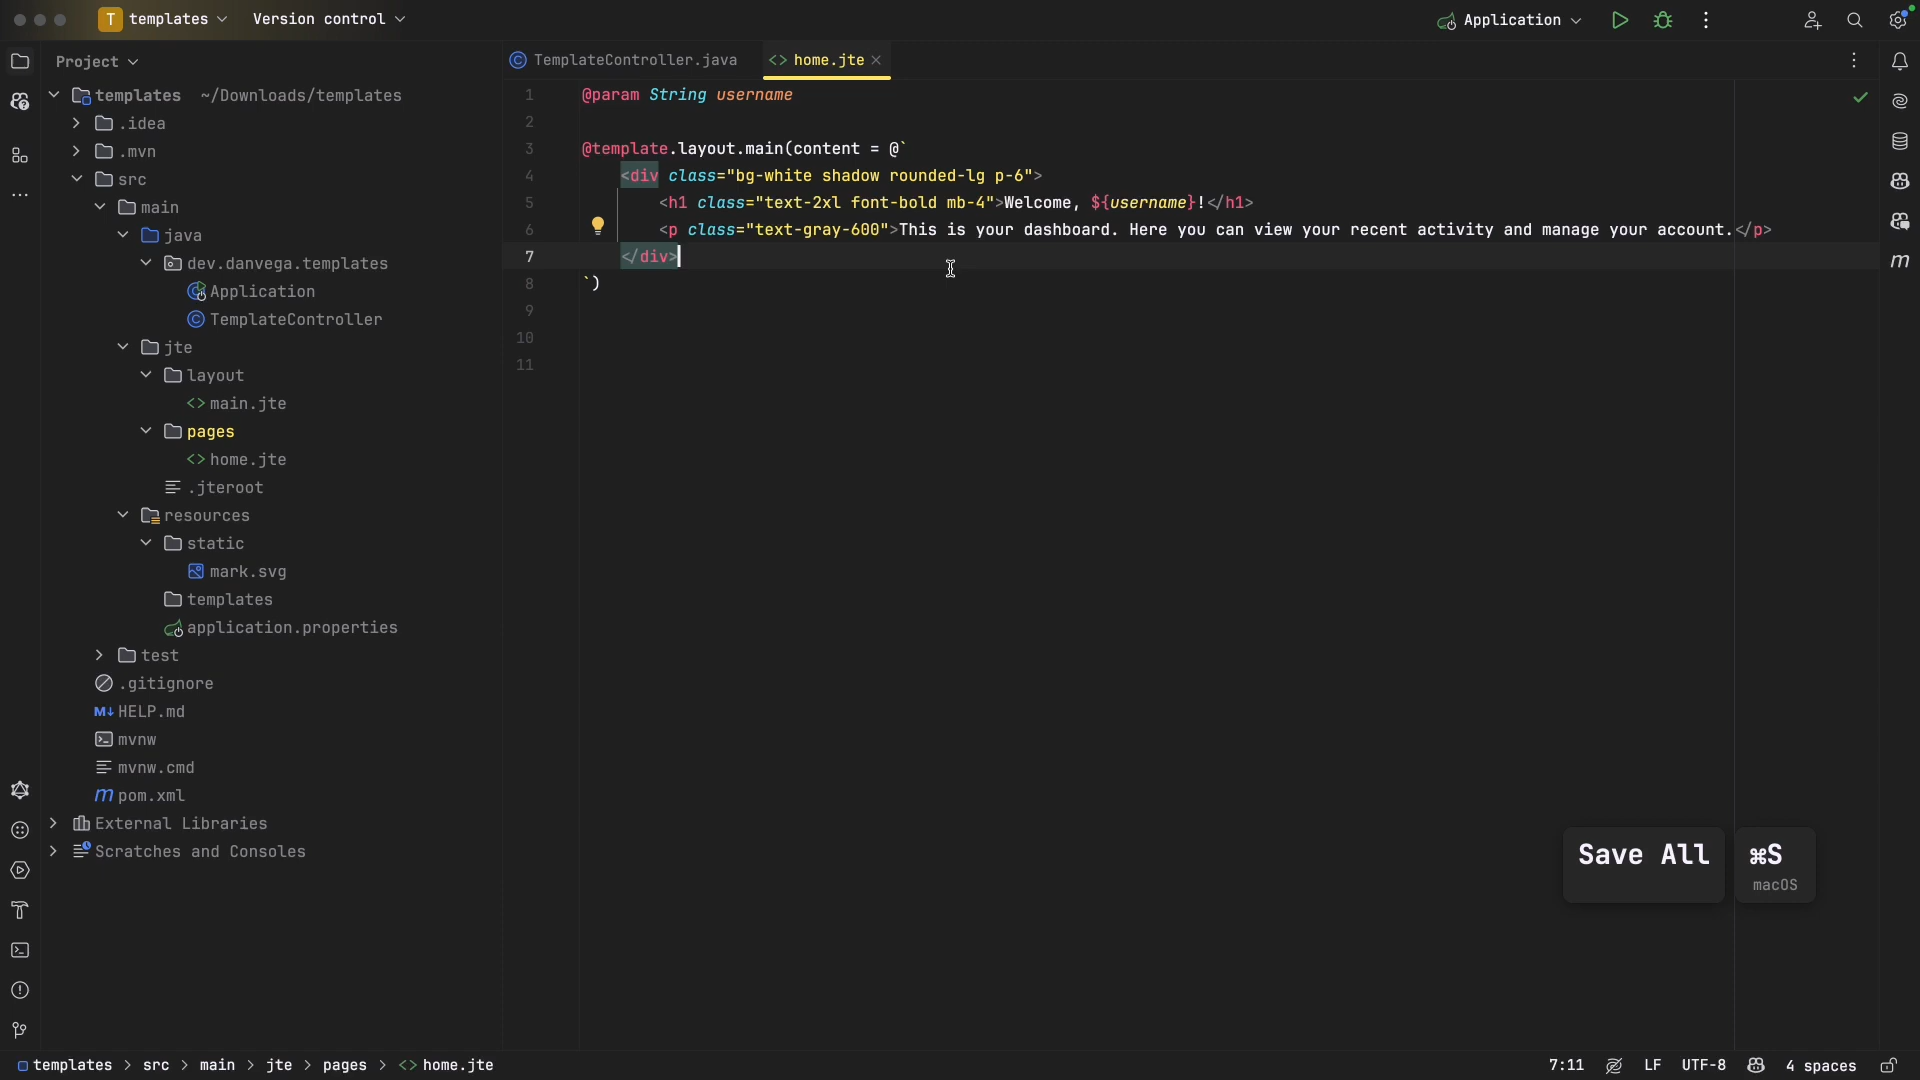 T templates Version control Application
Project
TemplateController.java home.jte
templates ~/Downloads/templates
.idea
.mvn
src
main
java
dev.danvega.templates
Application
TemplateController
jte
layout
main.jte
pages
home.jte
.jteroot
resources
static
mark.svg
templates
application.properties
test
.gitignore
M↓ HELP.md
mvnw
mvnw.cmd
m pom.xml
External Libraries
Scratches and Consoles
1 @param String username
2
3 @template.layout.main(content = @`
4 <div class="bg-white shadow rounded-lg p-6">
5 <h1 class="text-2xl font-bold mb-4">Welcome, ${username}!</h1>
6 <p class="text-gray-600">This is your dashboard. Here you can view your recent activity and manage your account.</p>
7 </div>
8 `)
9
10
11
m
Save All ⌘S
macOS
templates > src > main > jte > pages > <> home.jte 7:11 LF UTF-8 4 spaces